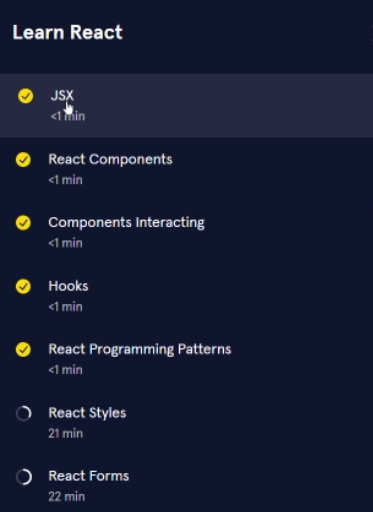 Learn React
JSX
<1 min
React Components
<1 min
Components Interacting
<1 min
Hooks
<1 min
React Programming Patterns
<1 min
React Styles
21 min
React Forms
22 min